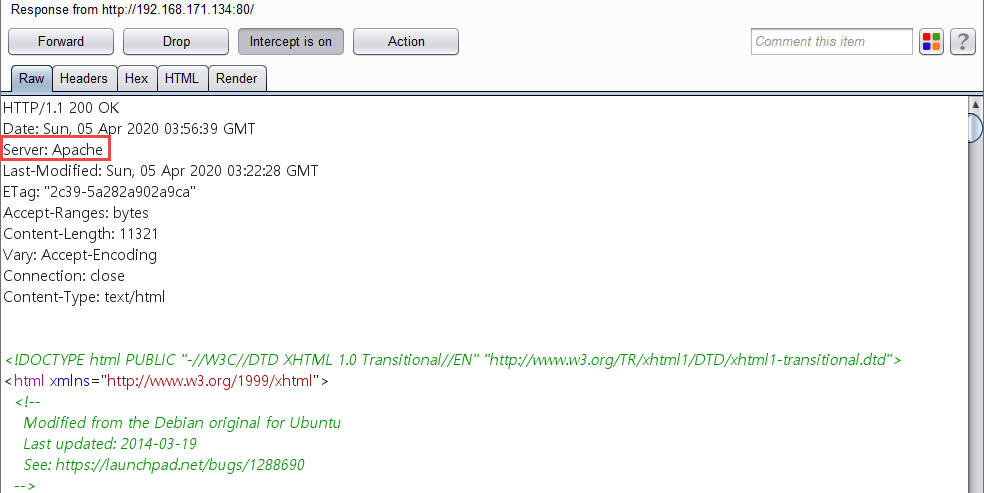 Response from http://192.168.171.134:80/
Forward Drop Intercept is on Action Comment this item ?
Raw Headers Hex HTML Render
HTTP/1.1 200 OK
Date: Sun, 05 Apr 2020 03:56:39 GMT
Server: Apache
Last-Modified: Sun, 05 Apr 2020 03:22:28 GMT
ETag: "2c39-5a282a902a9ca"
Accept-Ranges: bytes
Content-Length: 11321
Vary: Accept-Encoding
Connection: close
Content-Type: text/html
<!DOCTYPE html PUBLIC "-//W3C//DTD XHTML 1.0 Transitional//EN" "http://www.w3.org/TR/xhtml1/DTD/xhtml1-transitional.dtd">
<html xmlns="http://www.w3.org/1999/xhtml">
<!--
Modified from the Debian original for Ubuntu
Last updated: 2014-03-19
See: https://launchpad.net/bugs/1288690
-->